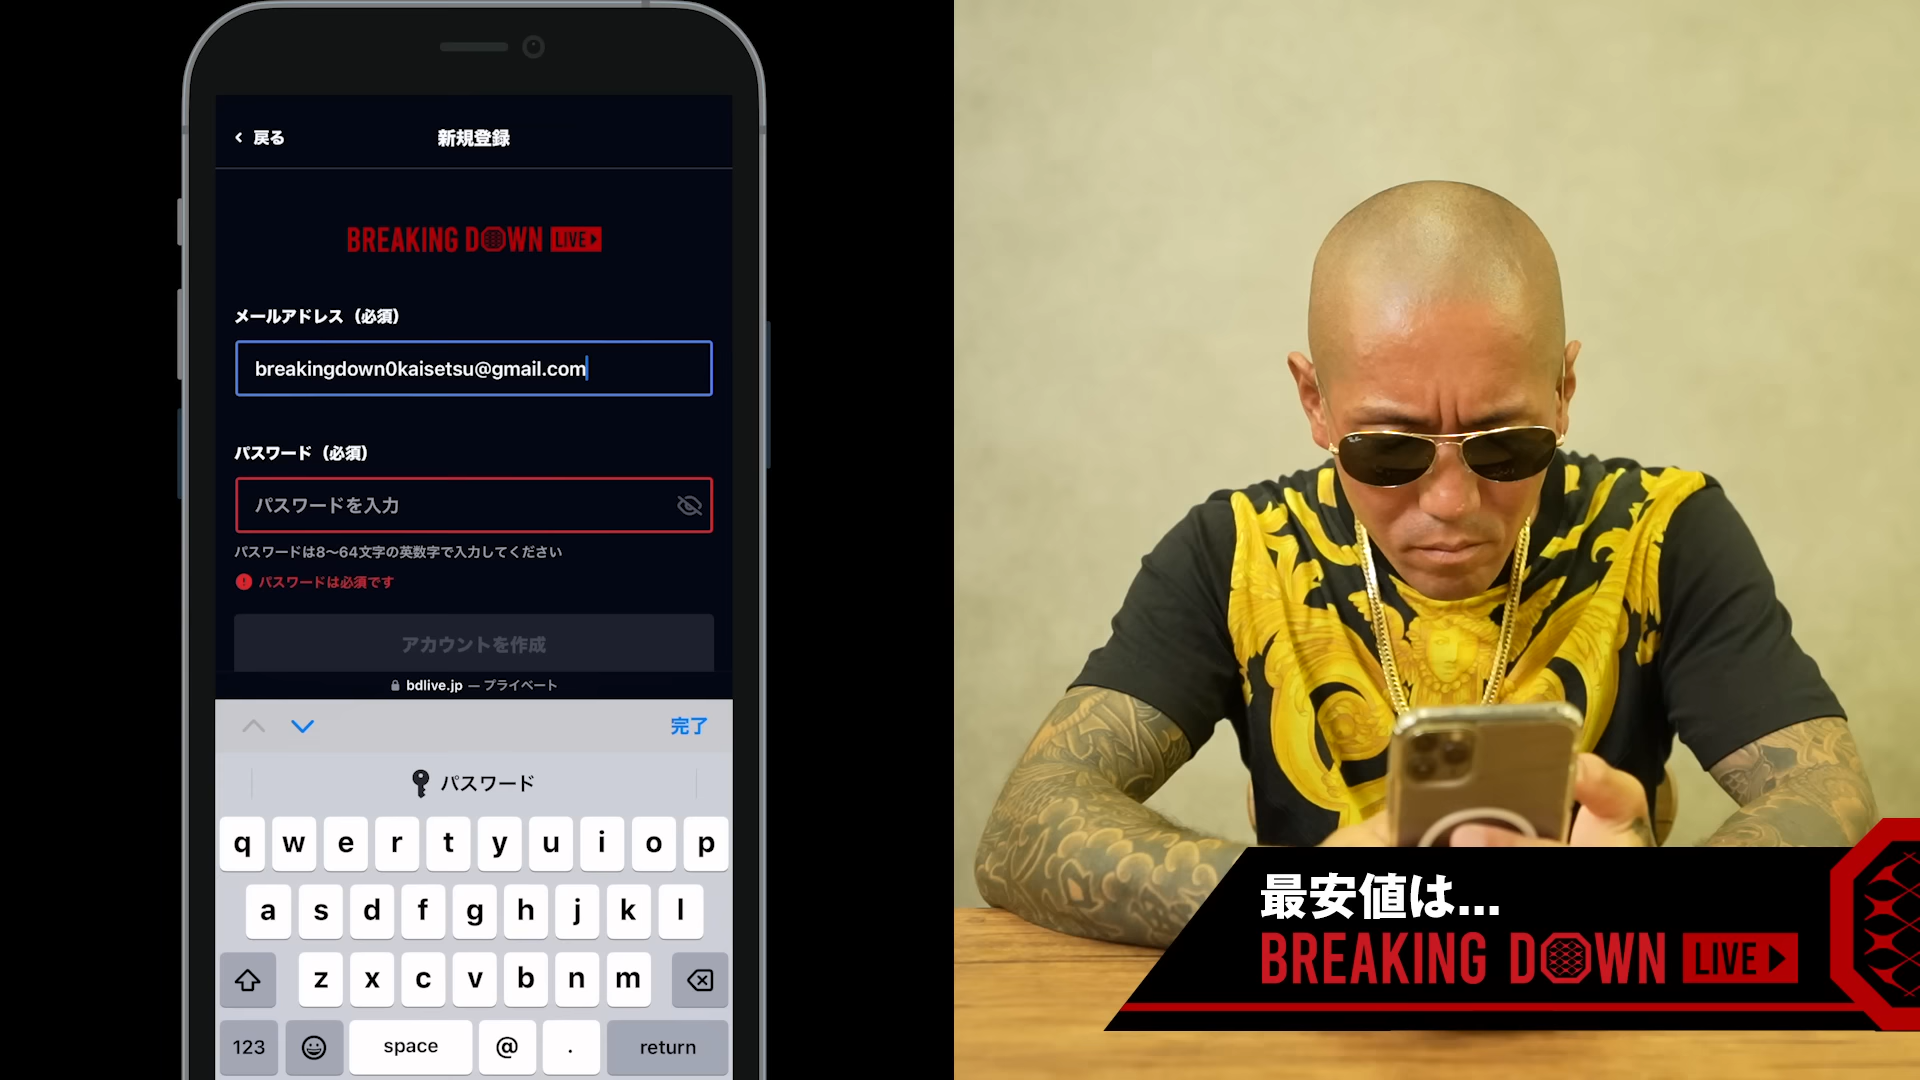 戻る
新規登録
BREAKING DOWN LIVE
メールアドレス（必須）
breakingdown0kaisetsu@gmail.com
パスワード（必須）
パスワードを入力
パスワードは8〜64文字の英数字で入力してください
パスワードは必須です
アカウントを作成
bdlive.jp — プライベート
完了
パスワード
q w e r t y u i o p
a s d f g h j k l
z x c v b n m
123 space @ . return
Ray-Ban
最安値は...
BREAKING DOWN LIVE